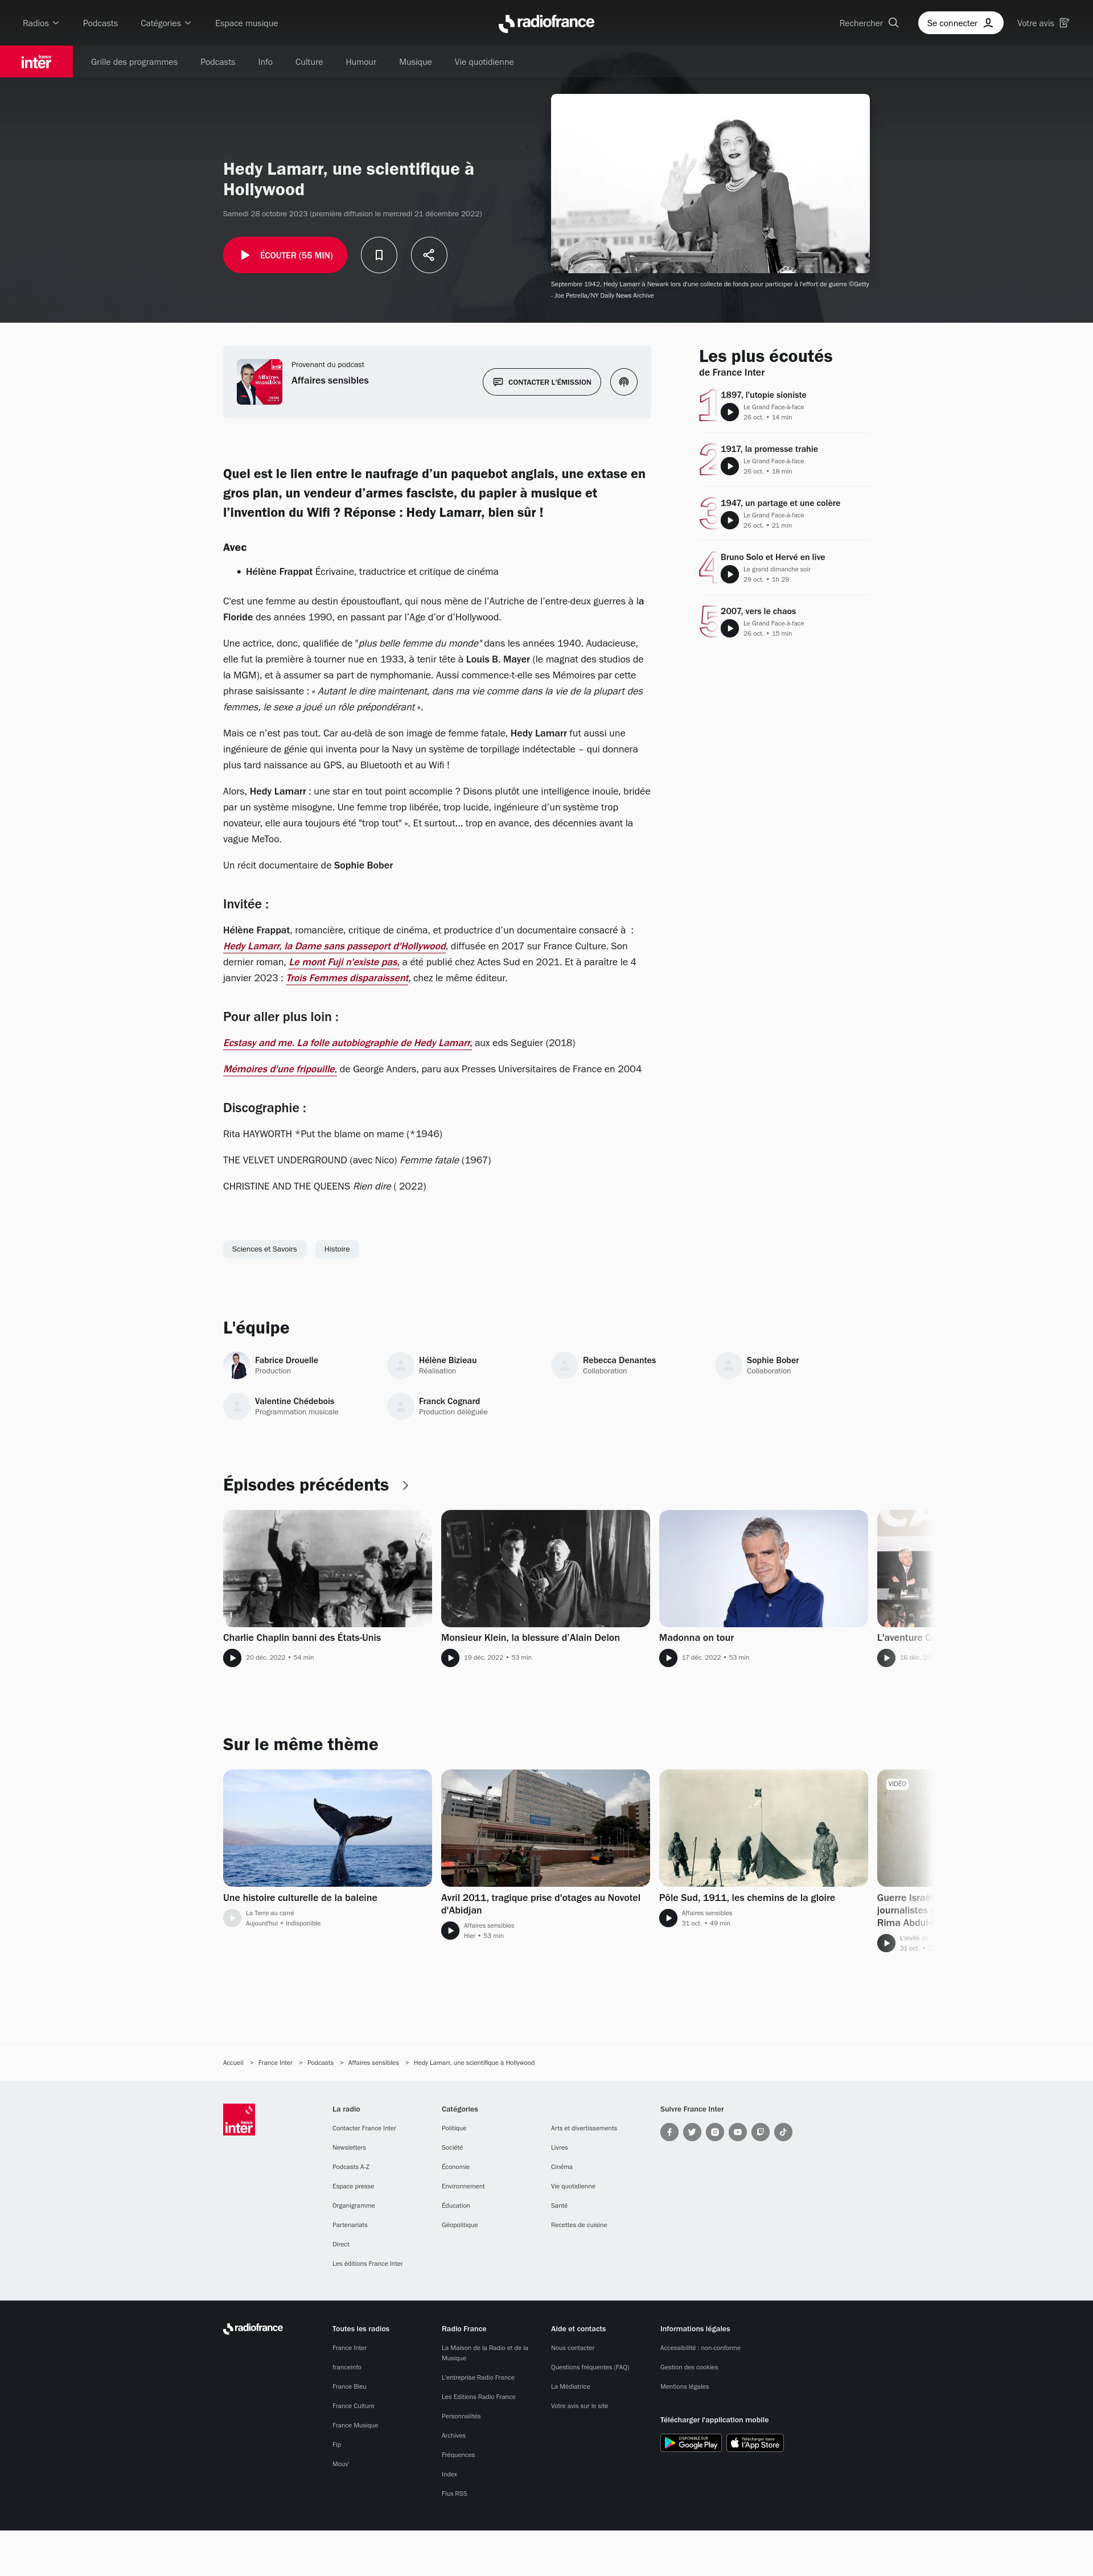 Radios
Podcasts
Catégories
Espace musique
radiofrance
Rechercher
Se connecter
Votre avis
france
inter
Grille des programmes
Podcasts
Info
Culture
Humour
Musique
Vie quotidienne
Hedy Lamarr, une scientifique à
Hollywood
Samedi 28 octobre 2023 (première diffusion le mercredi 21 décembre 2022)
ÉCOUTER (55 MIN)
Septembre 1942, Hedy Lamarr à Newark lors d'une collecte de fonds pour participer à l'effort de guerre ©Getty
- Joe Petrella/NY Daily News Archive
Affaires
sensibles
Provenant du podcast
Affaires sensibles
CONTACTER L'ÉMISSION
Quel est le lien entre le naufrage d’un paquebot anglais, une extase en
gros plan, un vendeur d’armes fasciste, du papier à musique et
l’invention du Wifi ? Réponse : Hedy Lamarr, bien sûr !
Avec
• Hélène Frappat Écrivaine, traductrice et critique de cinéma
C'est une femme au destin époustouflant, qui nous mène de l’Autriche de l’entre-deux guerres à la
Floride des années 1990, en passant par l’Age d’or d’Hollywood.
Une actrice, donc, qualifiée de "plus belle femme du monde" dans les années 1940. Audacieuse,
elle fut la première à tourner nue en 1933, à tenir tête à Louis B. Mayer (le magnat des studios de
la MGM), et à assumer sa part de nymphomanie. Aussi commence-t-elle ses Mémoires par cette
phrase saisissante : « Autant le dire maintenant, dans ma vie comme dans la vie de la plupart des
femmes, le sexe a joué un rôle prépondérant ».
Mais ce n’est pas tout. Car au-delà de son image de femme fatale, Hedy Lamarr fut aussi une
ingénieure de génie qui inventa pour la Navy un système de torpillage indétectable – qui donnera
plus tard naissance au GPS, au Bluetooth et au Wifi !
Alors, Hedy Lamarr : une star en tout point accomplie ? Disons plutôt une intelligence inouïe, bridée
par un système misogyne. Une femme trop libérée, trop lucide, ingénieure d’un système trop
novateur, elle aura toujours été "trop tout" ». Et surtout... trop en avance, des décennies avant la
vague MeToo.
Un récit documentaire de Sophie Bober
Invitée :
Hélène Frappat, romancière, critique de cinéma, et productrice d’un documentaire consacré à :
Hedy Lamarr, la Dame sans passeport d'Hollywood, diffusée en 2017 sur France Culture. Son
dernier roman, Le mont Fuji n'existe pas, a été publié chez Actes Sud en 2021. Et à paraître le 4
janvier 2023 : Trois Femmes disparaissent, chez le même éditeur.
Pour aller plus loin :
Ecstasy and me. La folle autobiographie de Hedy Lamarr, aux eds Seguier (2018)
Mémoires d'une fripouille, de George Anders, paru aux Presses Universitaires de France en 2004
Discographie :
Rita HAYWORTH *Put the blame on mame (*1946)
THE VELVET UNDERGROUND (avec Nico) Femme fatale (1967)
CHRISTINE AND THE QUEENS Rien dire ( 2022)
Sciences et Savoirs
Histoire
Les plus écoutés
de France Inter
1
1897, l'utopie sioniste
Le Grand Face-à-face
26 oct. • 14 min
2
1917, la promesse trahie
Le Grand Face-à-face
26 oct. • 18 min
3
1947, un partage et une colère
Le Grand Face-à-face
26 oct. • 21 min
4
Bruno Solo et Hervé en live
Le grand dimanche soir
29 oct. • 1h 29
5
2007, vers le chaos
Le Grand Face-à-face
26 oct. • 15 min
L'équipe
Fabrice Drouelle
Production
Hélène Bizieau
Réalisation
Rebecca Denantes
Collaboration
Sophie Bober
Collaboration
Valentine Chédebois
Programmation musicale
Franck Cognard
Production déléguée
Épisodes précédents
Charlie Chaplin banni des États-Unis
20 déc. 2022 • 54 min
Monsieur Klein, la blessure d’Alain Delon
19 déc. 2022 • 53 min
Madonna on tour
17 déc. 2022 • 53 min
L'aventure
16 déc.
Sur le même thème
Une histoire culturelle de la baleine
La Terre au carré
Aujourd'hui • Indisponible
Avril 2011, tragique prise d'otages au Novotel
d'Abidjan
Affaires sensibles
Hier • 53 min
Pôle Sud, 1911, les chemins de la gloire
Affaires sensibles
31 oct. • 49 min
VIDÉO
Guerre
journalistes
Rima
31 oct. •
Accueil > France Inter > Podcasts > Affaires sensibles > Hedy Lamarr, une scientifique à Hollywood
france
inter
La radio
Contacter France Inter
Newsletters
Podcasts A-Z
Espace presse
Organigramme
Partenariats
Direct
Les éditions France Inter
Catégories
Politique
Société
Économie
Environnement
Éducation
Géopolitique
Arts et divertissements
Livres
Cinéma
Vie quotidienne
Santé
Recettes de cuisine
Suivre France Inter
radiofrance
Toutes les radios
France Inter
franceinfo
France Bleu
France Culture
France Musique
Fip
Mouv'
Radio France
La Maison de la Radio et de la
Musique
L'entreprise Radio France
Les Editions Radio France
Personnalités
Archives
Fréquences
Index
Flux RSS
Aide et contacts
Nous contacter
Questions fréquentes (FAQ)
La Médiatrice
Votre avis sur le site
Informations légales
Accessibilité : non-conforme
Gestion des cookies
Mentions légales
Télécharger l'application mobile
DISPONIBLE SUR
Google Play
Télécharger dans
l'App Store